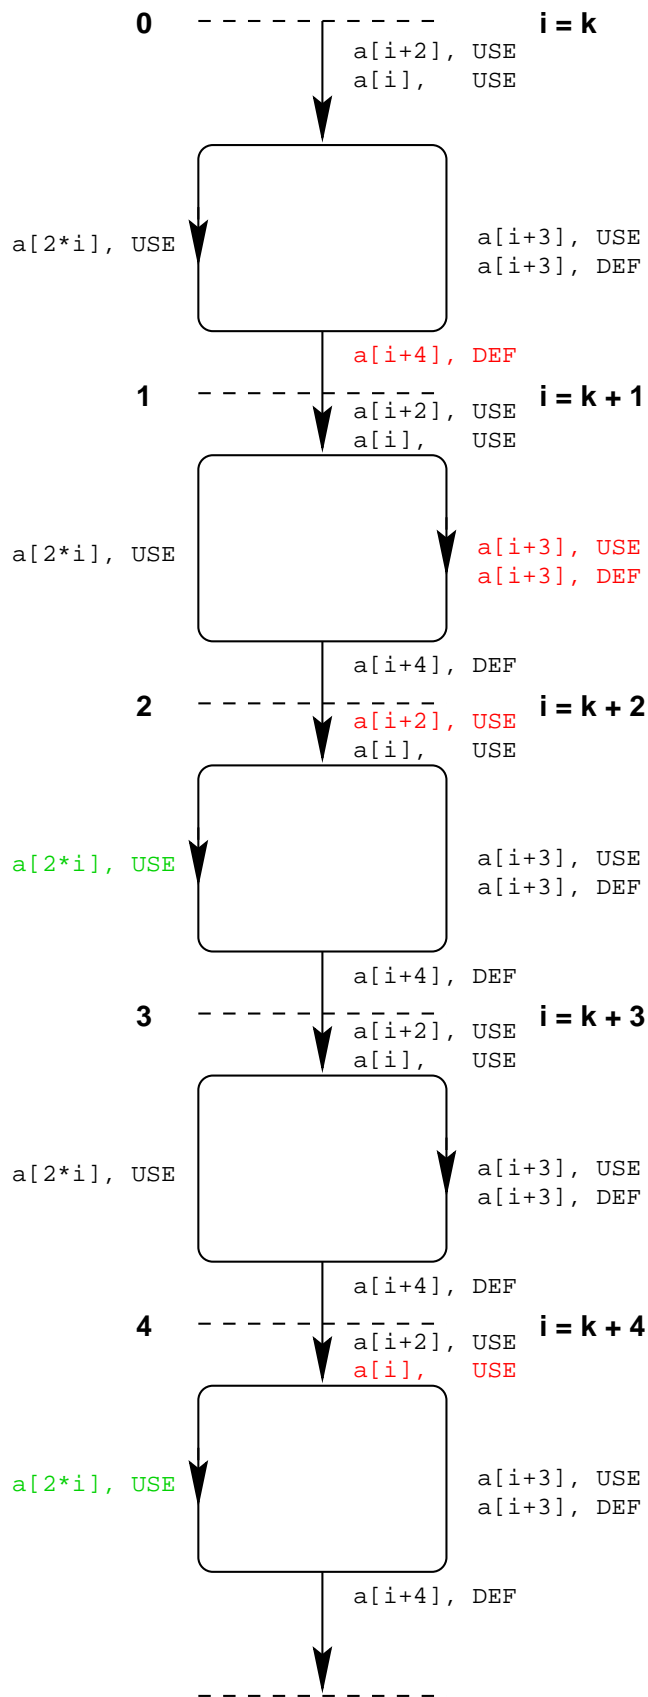 0 i = k
a[i+2], USE
a[i], USE
a[2*i], USE
a[i+3], USE
a[i+3], DEF
a[i+4], DEF
1 i = k + 1
a[i+2], USE
a[i], USE
a[2*i], USE
a[i+3], USE
a[i+3], DEF
a[i+4], DEF
2 i = k + 2
a[i+2], USE
a[i], USE
a[2*i], USE
a[i+3], USE
a[i+3], DEF
a[i+4], DEF
3 i = k + 3
a[i+2], USE
a[i], USE
a[2*i], USE
a[i+3], USE
a[i+3], DEF
a[i+4], DEF
4 i = k + 4
a[i+2], USE
a[i], USE
a[2*i], USE
a[i+3], USE
a[i+3], DEF
a[i+4], DEF